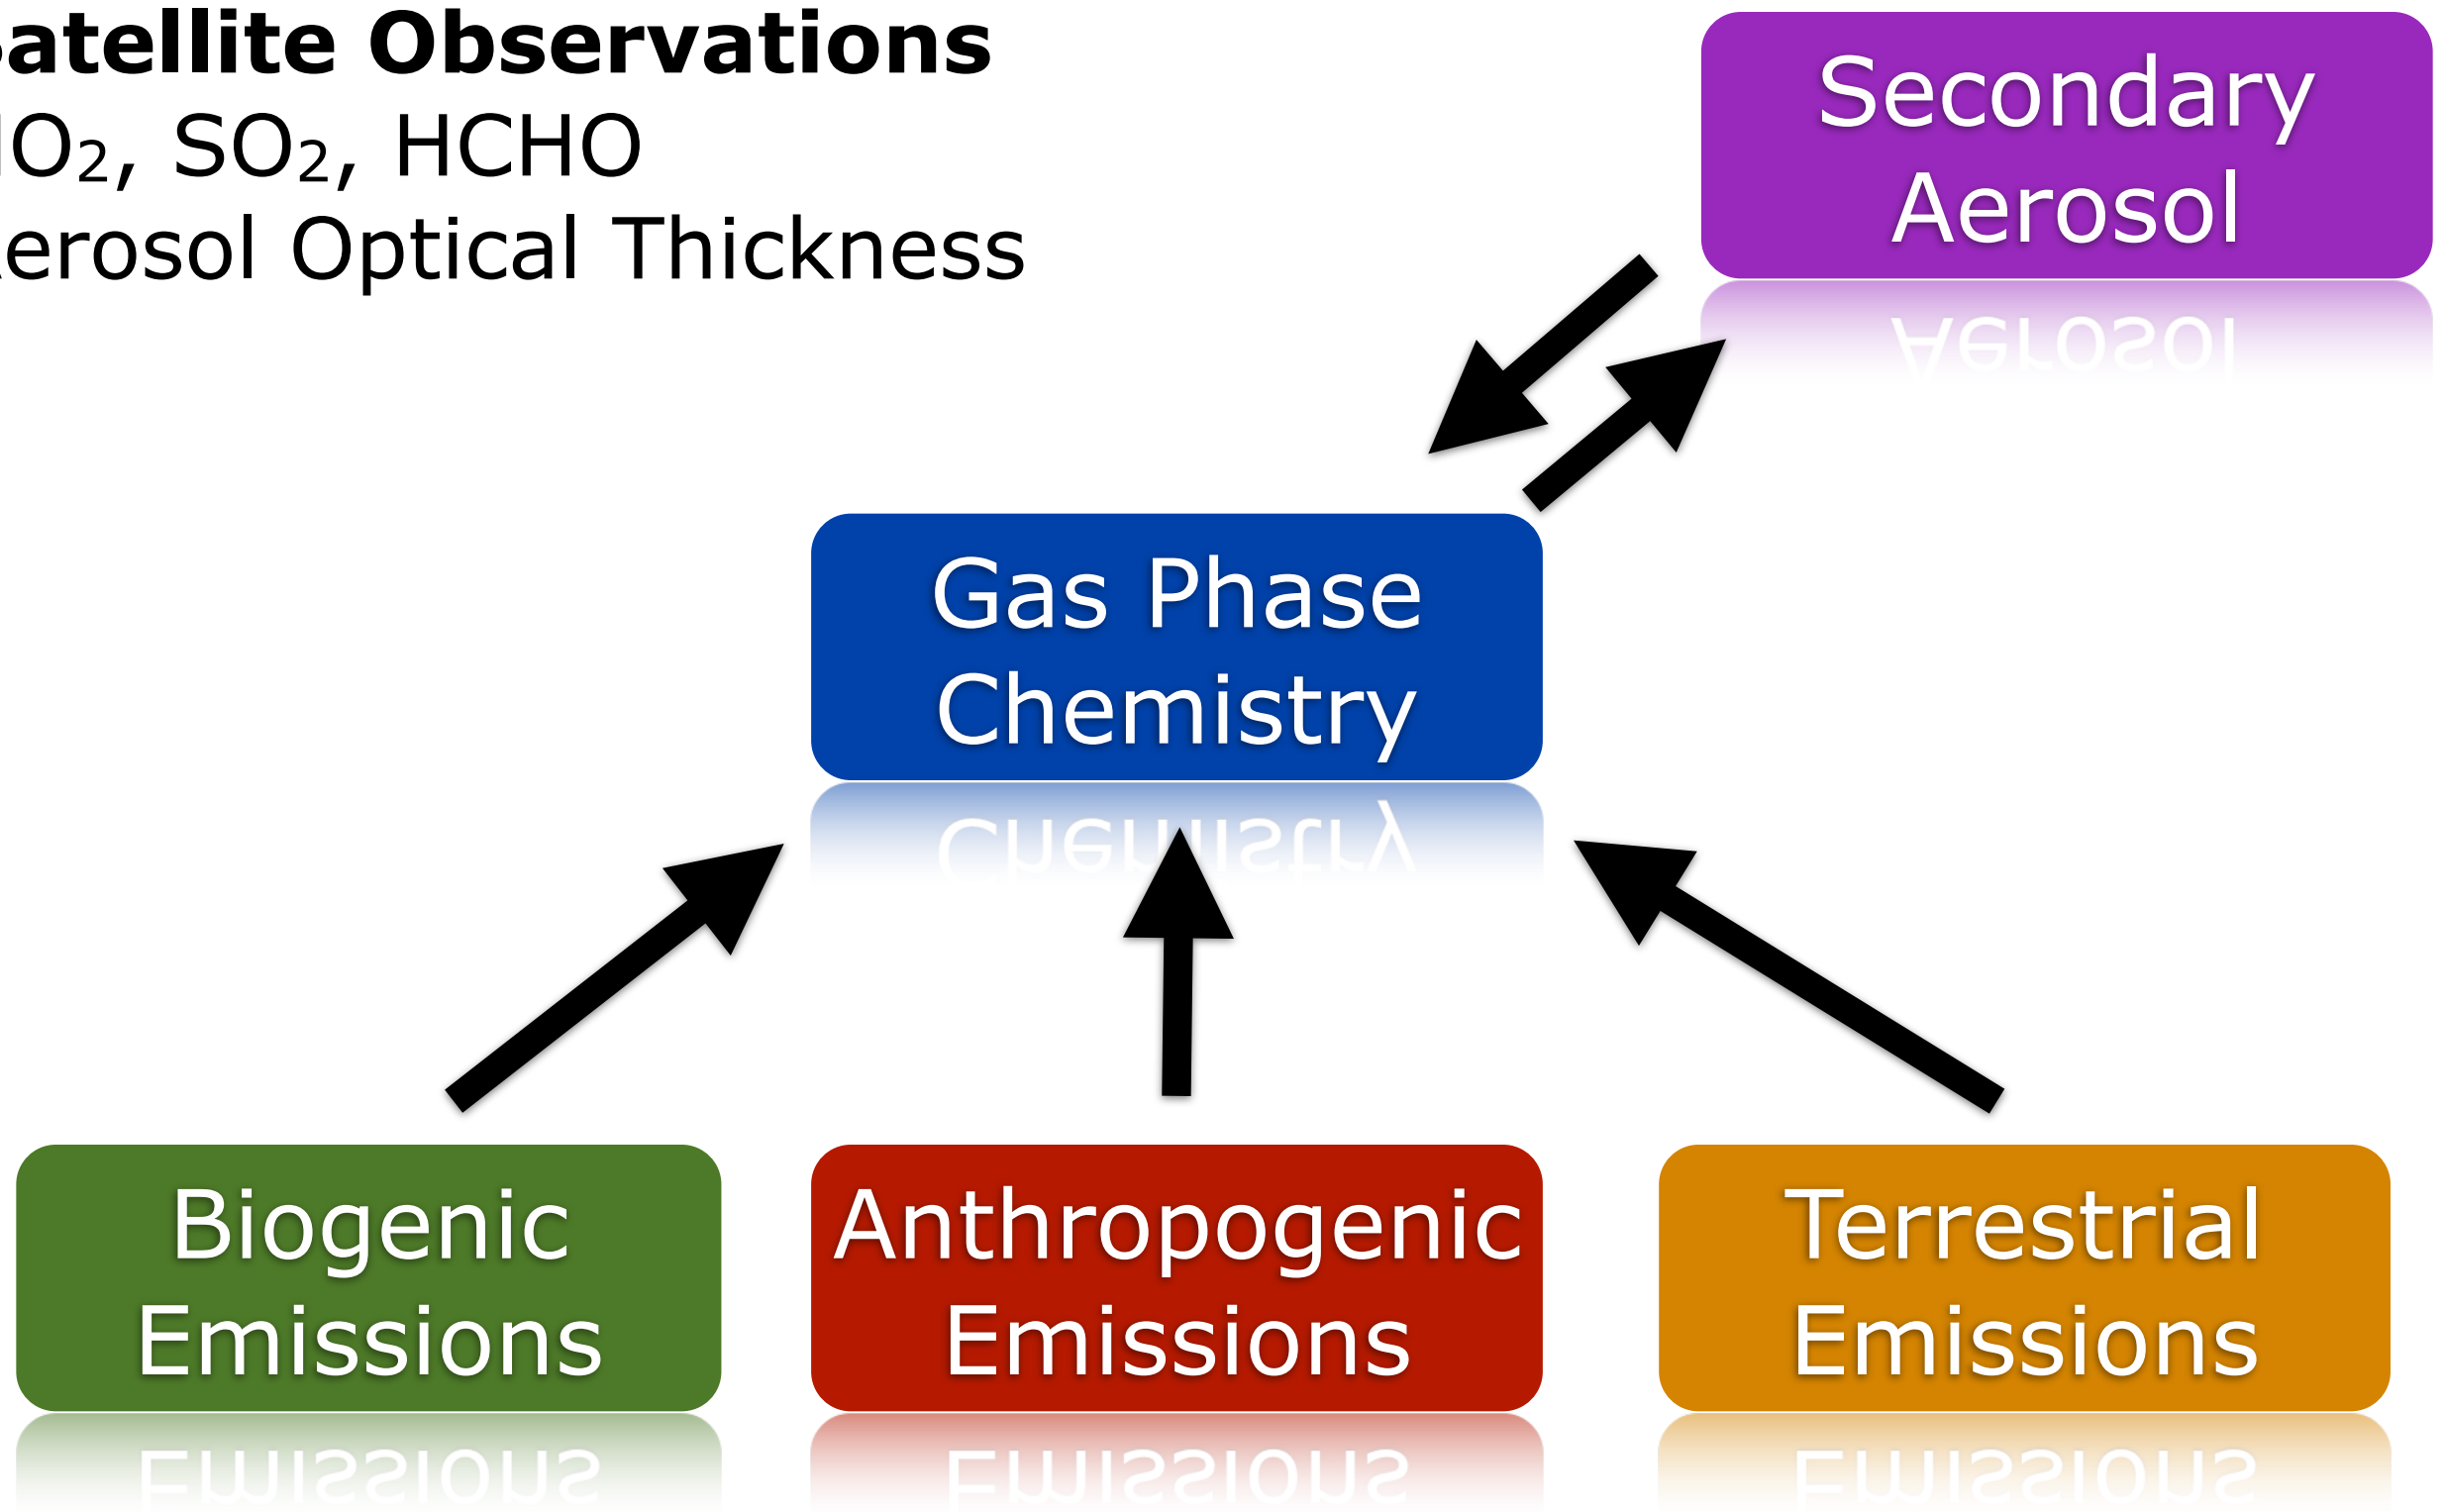 atellite Observations
O₂, SO₂, HCHO
erosol Optical Thickness
Secondary
Aerosol
Gas Phase
Chemistry
Biogenic
Emissions
Anthropogenic
Emissions
Terrestrial
Emissions